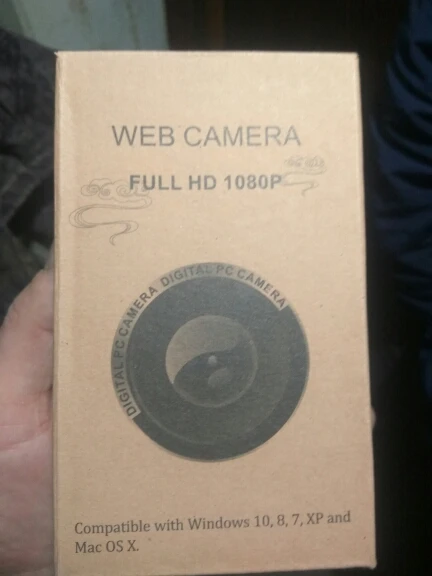 WEB CAMERA
FULL HD 1080P
DIGITAL PC CAMERA DIGITAL PC CAMERA
Compatible with Windows 10, 8, 7, XP and
Mac OS X.